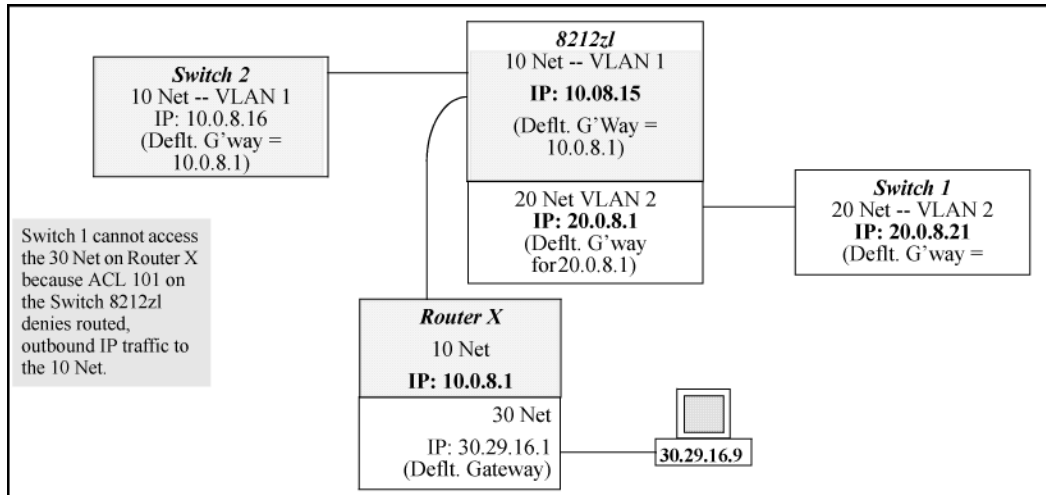 8212zl
10 Net -- VLAN 1
IP: 10.08.15
(Deflt. G'Way =
10.0.8.1)
Switch 2
10 Net -- VLAN 1
IP: 10.0.8.16
(Deflt. G'way =
10.0.8.1)
20 Net VLAN 2
IP: 20.0.8.1
(Deflt. G'way
for20.0.8.1)
Switch 1
20 Net -- VLAN 2
IP: 20.0.8.21
(Deflt. G'way =
Switch 1 cannot access
the 30 Net on Router X
because ACL 101 on
the Switch 8212zl
denies routed,
outbound IP traffic to
the 10 Net.
Router X
10 Net
IP: 10.0.8.1
30 Net
IP: 30.29.16.1
(Deflt. Gateway)
30.29.16.9